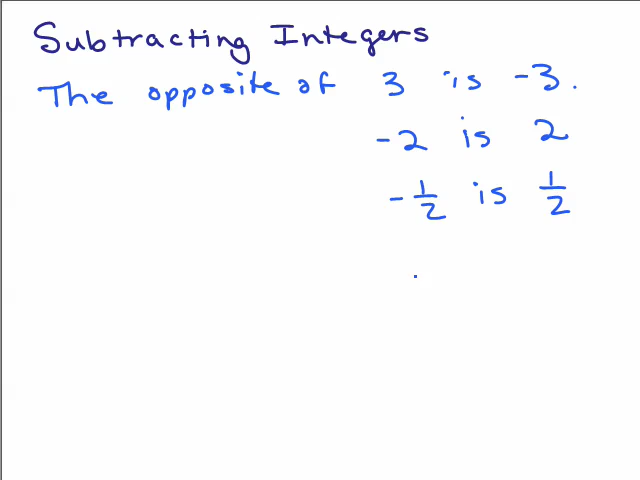 Subtracting Integers
The opposite of 3 is -3.
-2 is 2
-1/2 is 1/2